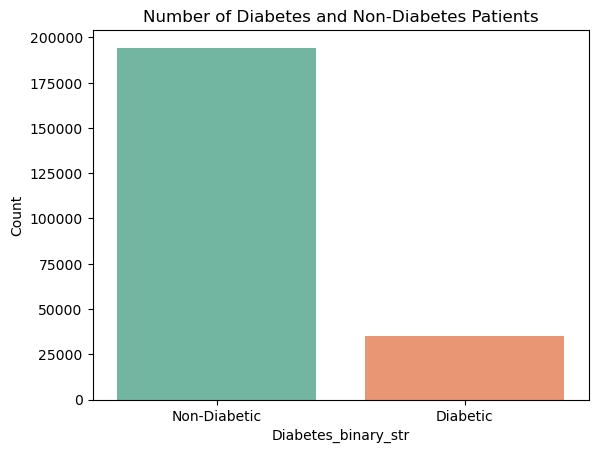 Number of Diabetes and Non-Diabetes Patients
200000
175000
150000
125000
100000
75000
50000
25000
0
Count
Non-Diabetic
Diabetic
Diabetes_binary_str